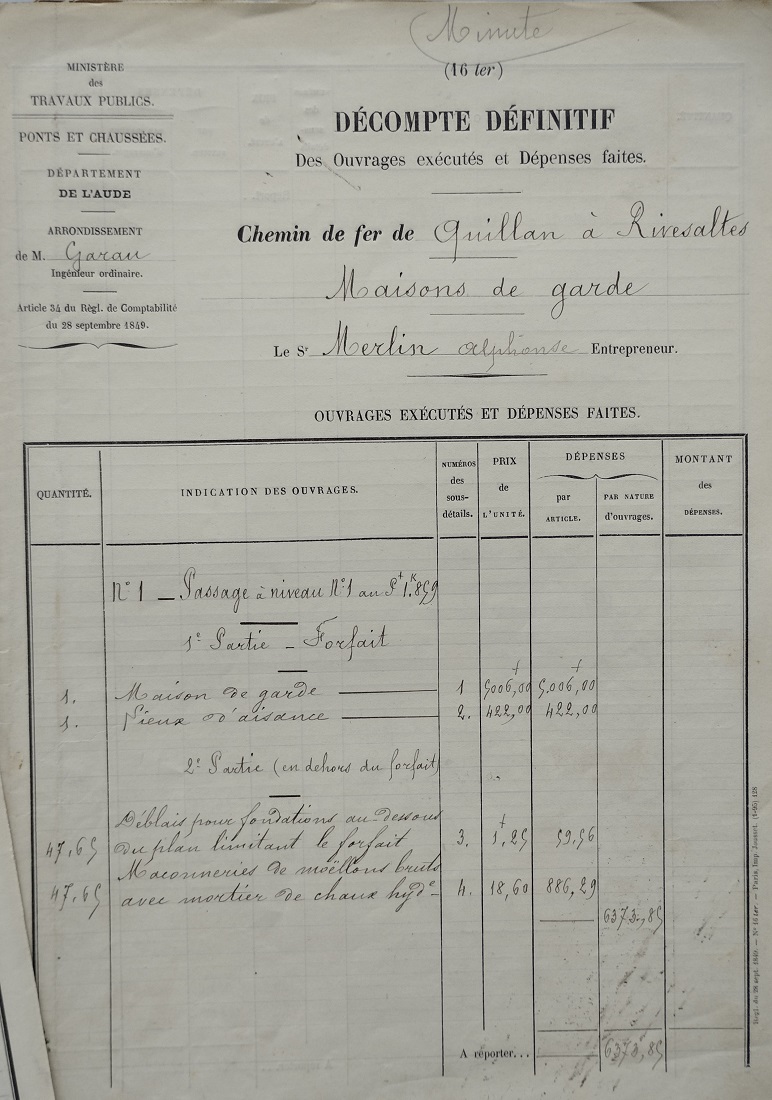 Minute
MINISTÈRE
des
TRAVAUX PUBLICS.
PONTS ET CHAUSSÉES.
DÉPARTEMENT
DE L'AUDE
ARRONDISSEMENT
de M. Garau
Ingénieur ordinaire.
Article 34 du Règl. de Comptabilité
du 28 septembre 1849.
(16 ter)
DÉCOMPTE DÉFINITIF
Des Ouvrages exécutés et Dépenses faites.
Chemin de fer de Quillan à Rivesaltes
Maisons de garde
Le Sr Merlin alphonse Entrepreneur.
OUVRAGES EXÉCUTÉS ET DÉPENSES FAITES.
QUANTITÉ.
INDICATION DES OUVRAGES.
NUMÉROS
des
sous-
détails.
PRIX
de
L'UNITÉ.
DÉPENSES
par
ARTICLE.
PAR NATURE
d'ouvrages.
MONTANT
des
DÉPENSES.
N° 1 — Passage à niveau N° 1 au Pt 1K.859
1e Partie — Forfait
1. Maison de garde 1 5006,00 5.006,00
1. Lieux d'aisance 2. 422,00 422,00
2e Partie (en dehors du forfait)
Déblais pour fondations au dessous
47,65 du plan limitant le forfait 3. 1,25 59,56
Maçonneries de moëllons bruts
47,65 avec mortier de chaux hyde 4. 18,60 886,29
6373,85
A reporter... 6373,85
Règl. du 28 sept. 1849. — N° 16 ter. — Paris, Imp. Jousset. (1-95) 128